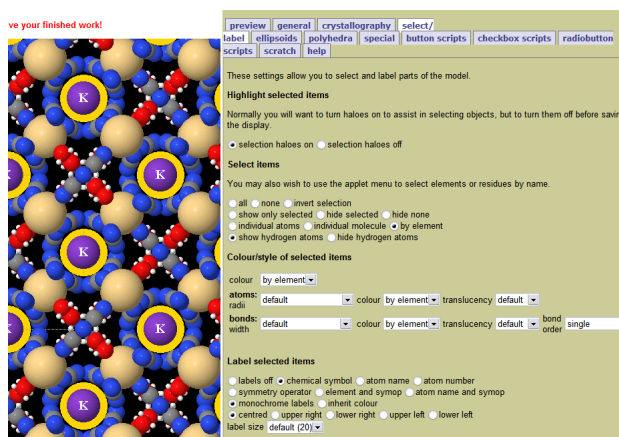 ve your finished work!
preview general crystallography select/
label ellipsoids polyhedra special button scripts checkbox scripts radiobutton
scripts scratch help
These settings allow you to select and label parts of the model.
Highlight selected items
Normally you will want to turn haloes on to assist in selecting objects, but to turn them off before savin
the display.
selection haloes on selection haloes off
Select items
You may also wish to use the applet menu to select elements or residues by name.
all none invert selection
show only selected hide selected hide none
individual atoms individual molecule by element
show hydrogen atoms hide hydrogen atoms
Colour/style of selected items
colour by element
atoms: radii default colour by element translucency default
bonds: width default colour by element translucency default bond order single
Label selected items
labels off chemical symbol atom name atom number
symmetry operator element and symop atom name and symop
monochrome labels inherit colour
centred upper right lower right upper left lower left
label size default (20)
K
K
K
K
K
K
K